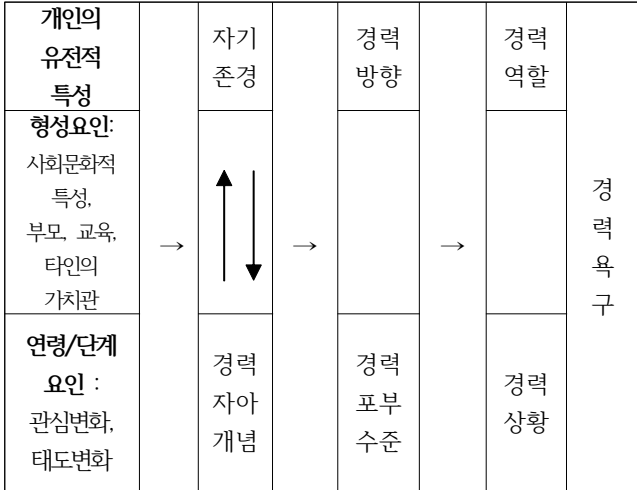 개인의
유전적
특성
형성요인:
사회문화적
특성,
부모, 교육,
타인의
가치관
연령/단계
요인 :
관심변화,
태도변화
→
자기
존경
경력
자아
개념
→
경력
방향
경력
포부
수준
→
경력
역할
경력
상황
경
력
욕
구